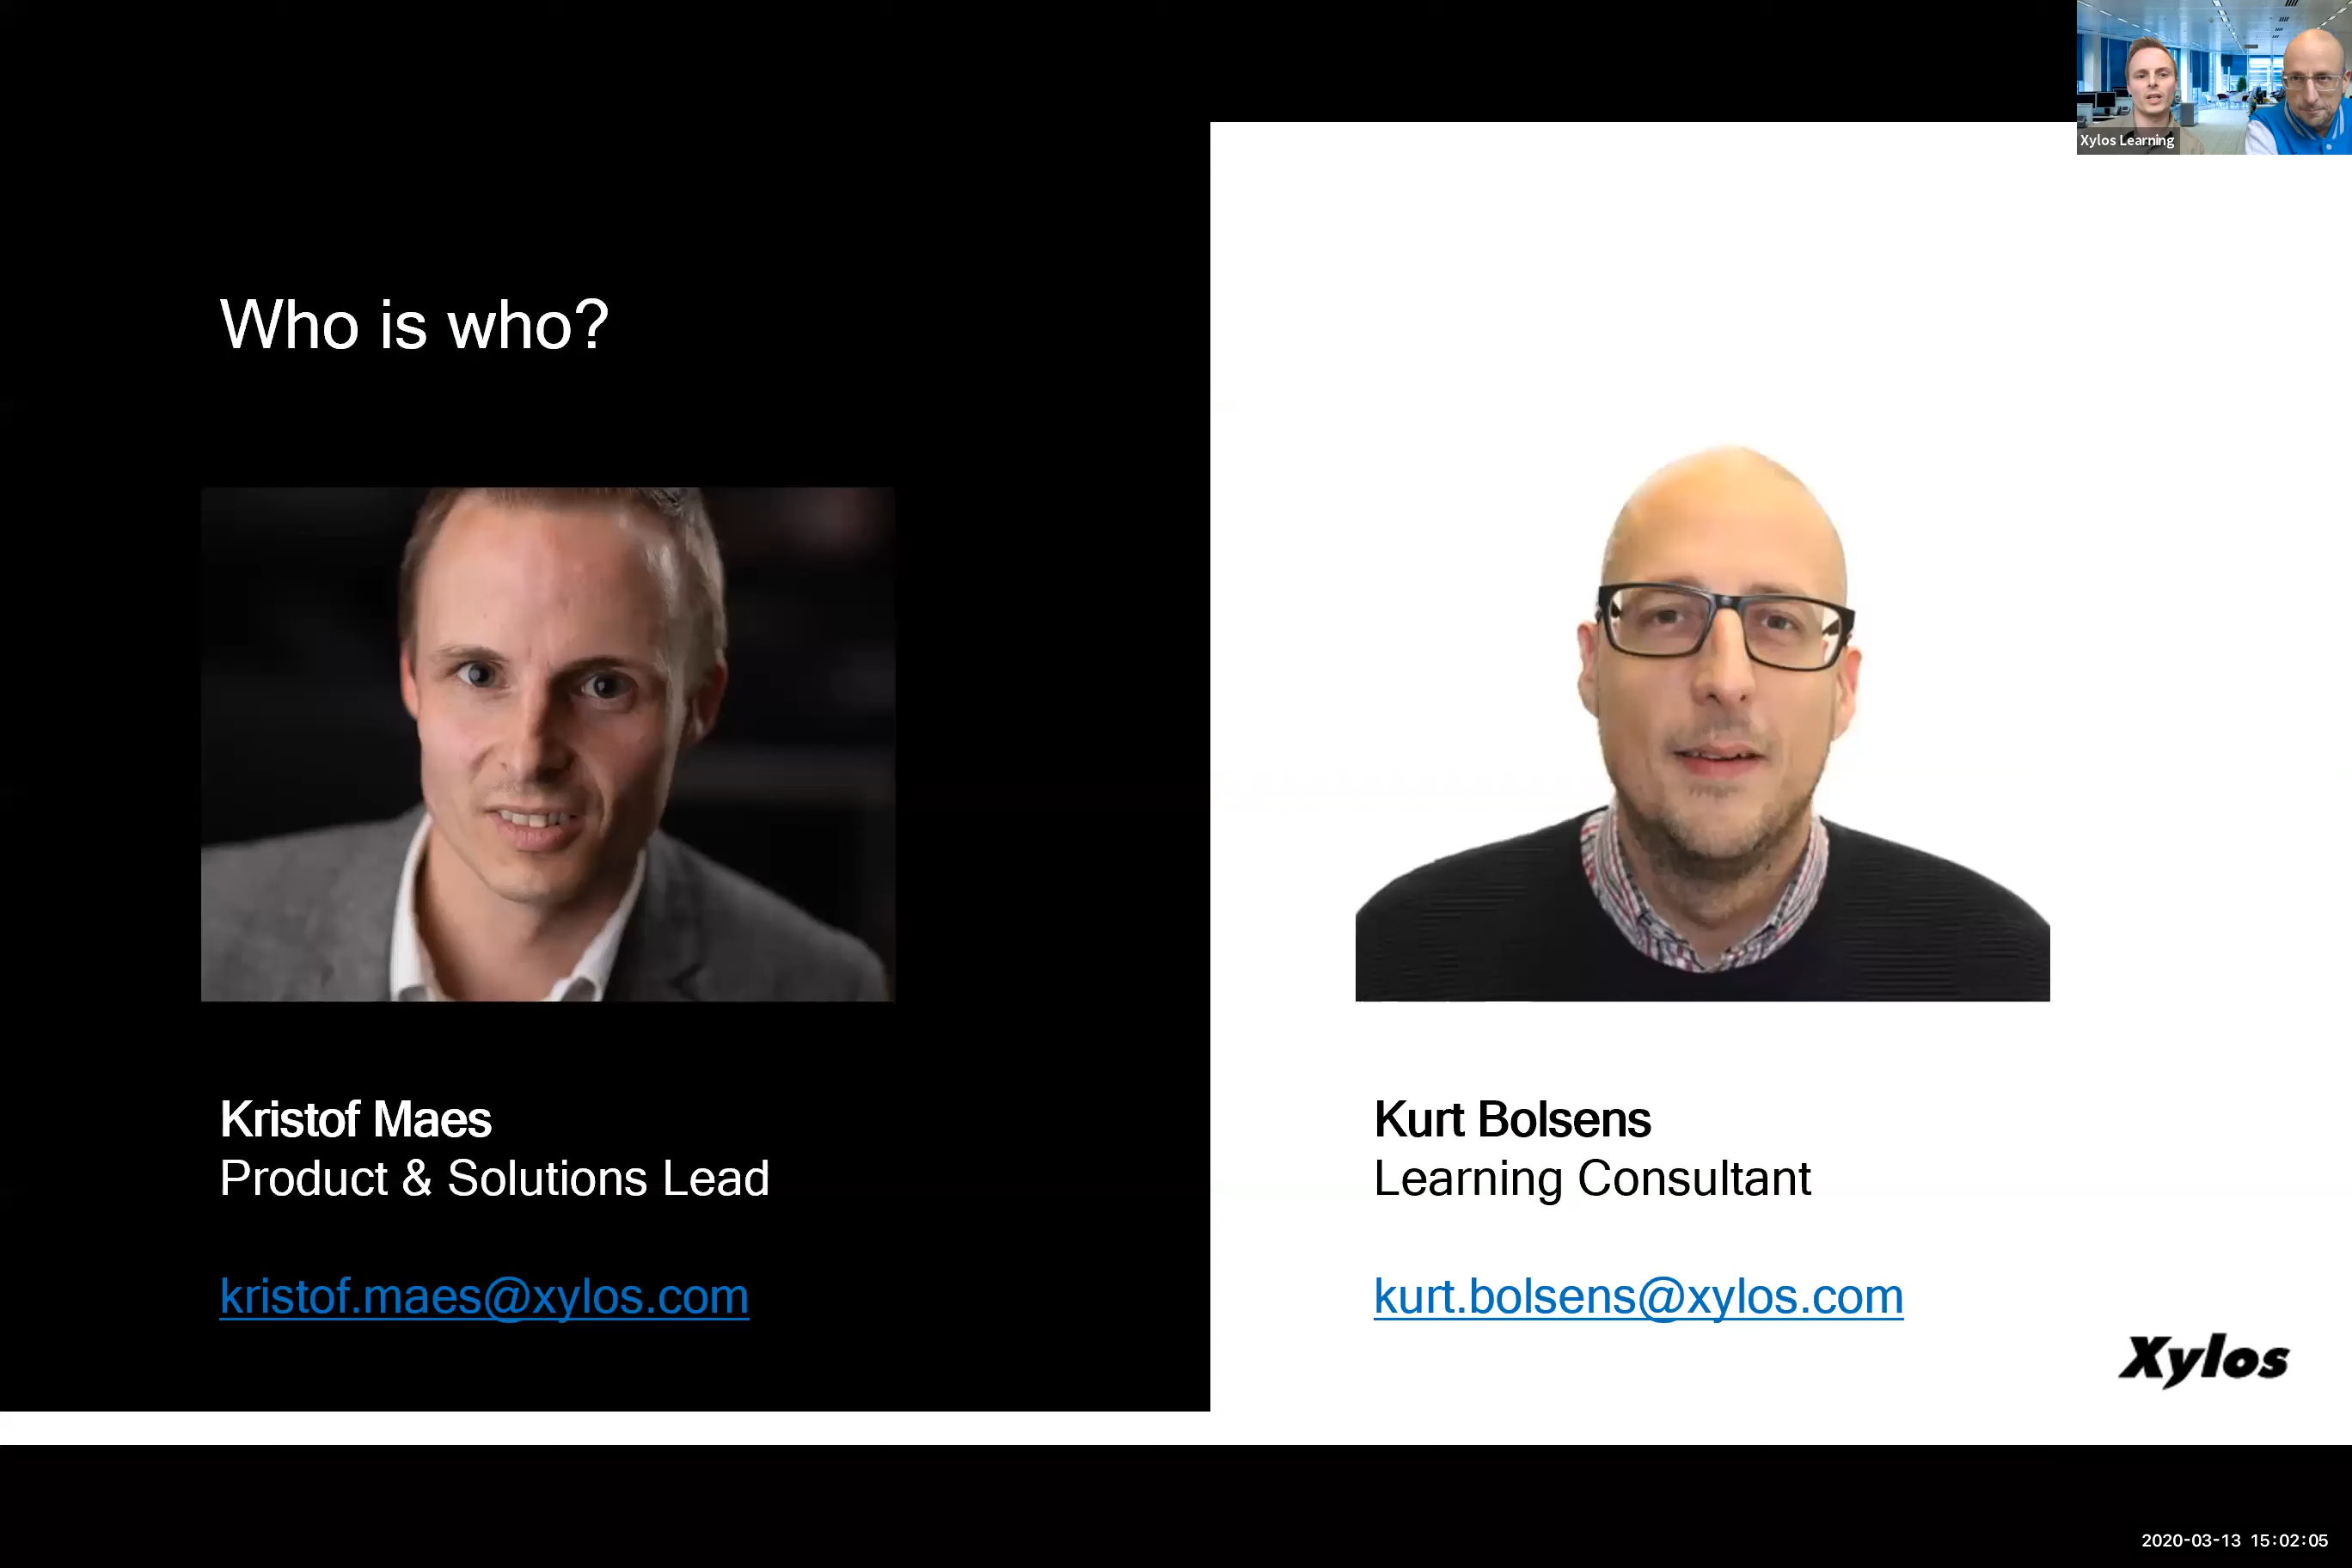 Xylos Learning
Who is who?
Kristof Maes
Product & Solutions Lead
kristof.maes@xylos.com
Kurt Bolsens
Learning Consultant
kurt.bolsens@xylos.com
Xylos
2020-03-13 15:02:05